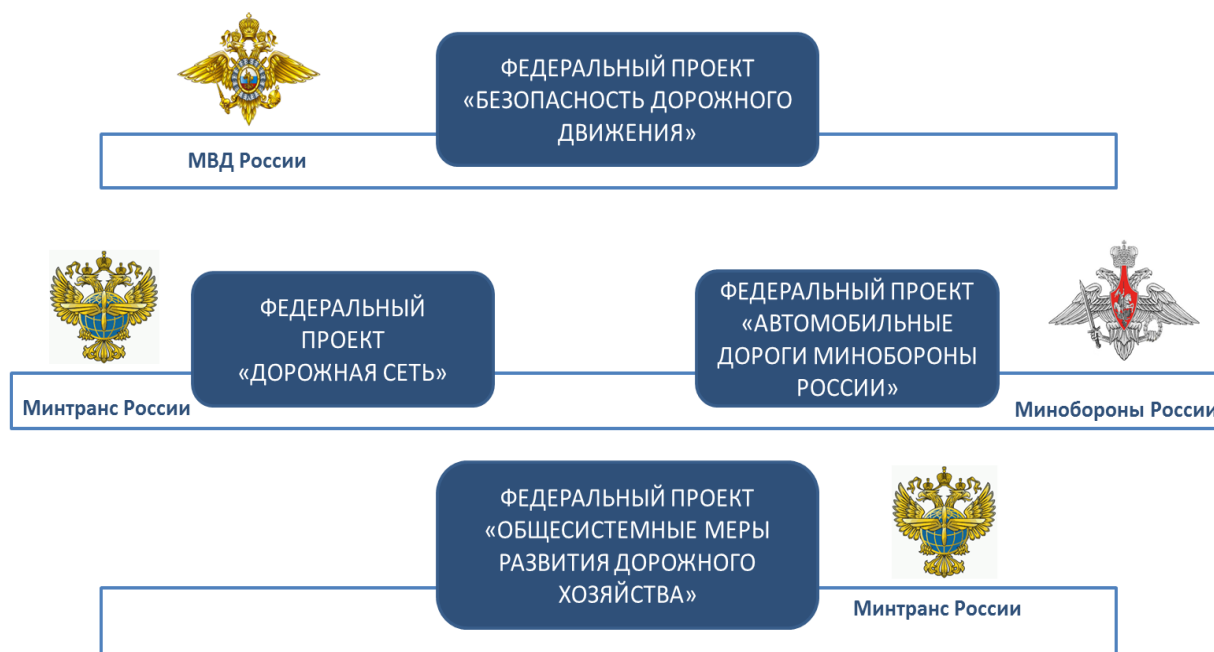 ФЕДЕРАЛЬНЫЙ ПРОЕКТ
«БЕЗОПАСНОСТЬ ДОРОЖНОГО
ДВИЖЕНИЯ»
МВД России
ФЕДЕРАЛЬНЫЙ
ПРОЕКТ
«ДОРОЖНАЯ СЕТЬ»
Минтранс России
ФЕДЕРАЛЬНЫЙ ПРОЕКТ
«АВТОМОБИЛЬНЫЕ
ДОРОГИ МИНОБОРОНЫ
РОССИИ»
Минобороны России
ФЕДЕРАЛЬНЫЙ ПРОЕКТ
«ОБЩЕСИСТЕМНЫЕ МЕРЫ
РАЗВИТИЯ ДОРОЖНОГО
ХОЗЯЙСТВА»
Минтранс России